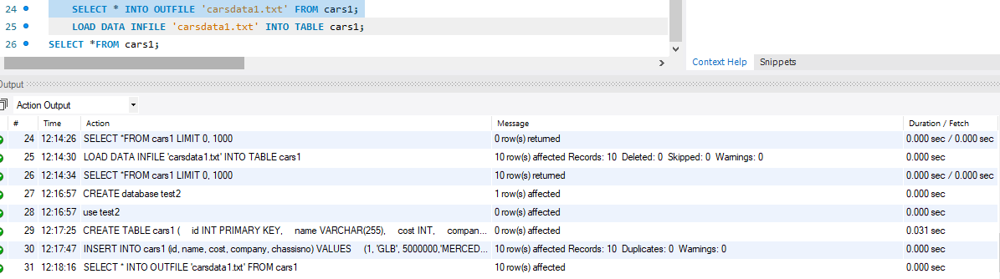 24 SELECT * INTO OUTFILE 'carsdata1.txt' FROM cars1;
25 LOAD DATA INFILE 'carsdata1.txt' INTO TABLE cars1;
26 SELECT *FROM cars1;
Context Help Snippets
Output
Action Output
# Time Action Message Duration / Fetch
24 12:14:26 SELECT *FROM cars1 LIMIT 0, 1000 0 row(s) returned 0.000 sec / 0.000 sec
25 12:14:30 LOAD DATA INFILE 'carsdata1.txt' INTO TABLE cars1 10 row(s) affected Records: 10 Deleted: 0 Skipped: 0 Warnings: 0 0.000 sec
26 12:14:34 SELECT *FROM cars1 LIMIT 0, 1000 10 row(s) returned 0.000 sec / 0.000 sec
27 12:16:57 CREATE database test2 1 row(s) affected 0.000 sec
28 12:16:57 use test2 0 row(s) affected 0.000 sec
29 12:17:25 CREATE TABLE cars1 ( id INT PRIMARY KEY, name VARCHAR(255), cost INT, compan... 0 row(s) affected 0.031 sec
30 12:17:47 INSERT INTO cars1 (id, name, cost, company, chassisno) VALUES (1, 'GLB', 5000000,'MERCED... 10 row(s) affected Records: 10 Duplicates: 0 Warnings: 0 0.000 sec
31 12:18:16 SELECT * INTO OUTFILE 'carsdata1.txt' FROM cars1 10 row(s) affected 0.000 sec